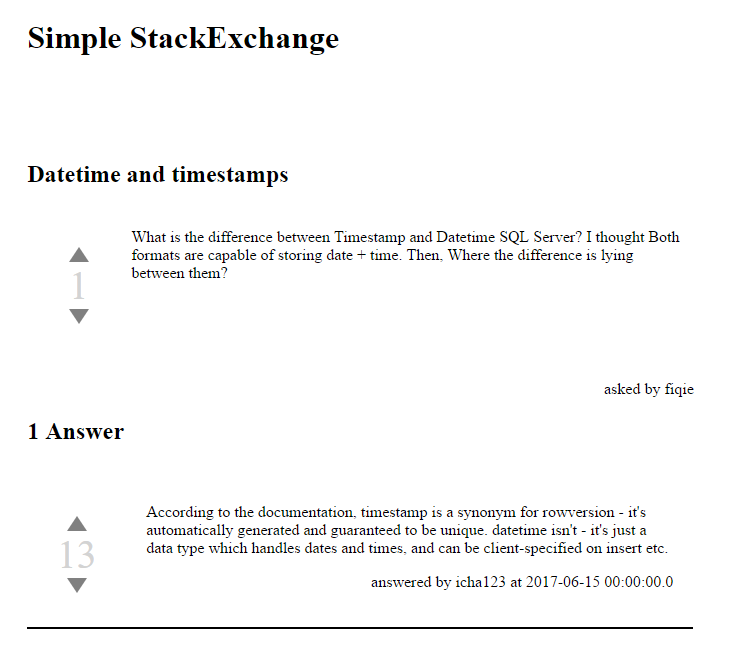 Simple StackExchange
Datetime and timestamps
What is the difference between Timestamp and Datetime SQL Server? I thought Both
formats are capable of storing date + time. Then, Where the difference is lying
between them?
1
asked by fiqie
1 Answer
According to the documentation, timestamp is a synonym for rowversion - it's
automatically generated and guaranteed to be unique. datetime isn't - it's just a
data type which handles dates and times, and can be client-specified on insert etc.
13
answered by icha123 at 2017-06-15 00:00:00.0